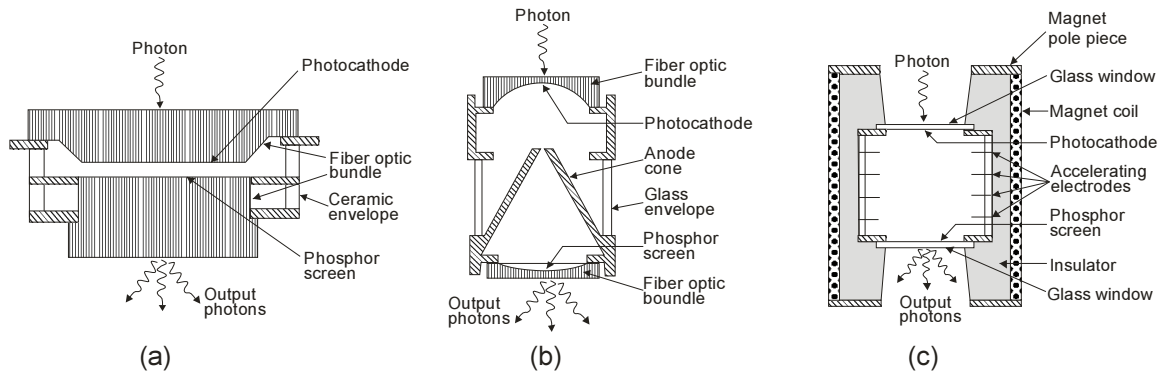 Photon
Photocathode
Fiber optic
bundle
Ceramic
envelope
Phosphor
screen
Output
photons
(a)
Photon
Fiber optic
bundle
Photocathode
Anode
cone
Glass
envelope
Phosphor
screen
Fiber optic
boundle
Output
photons
(b)
Magnet
pole piece
Photon
Glass window
Magnet coil
Photocathode
Accelerating
electrodes
Phosphor
screen
Insulator
Glass window
Output
photons
(c)